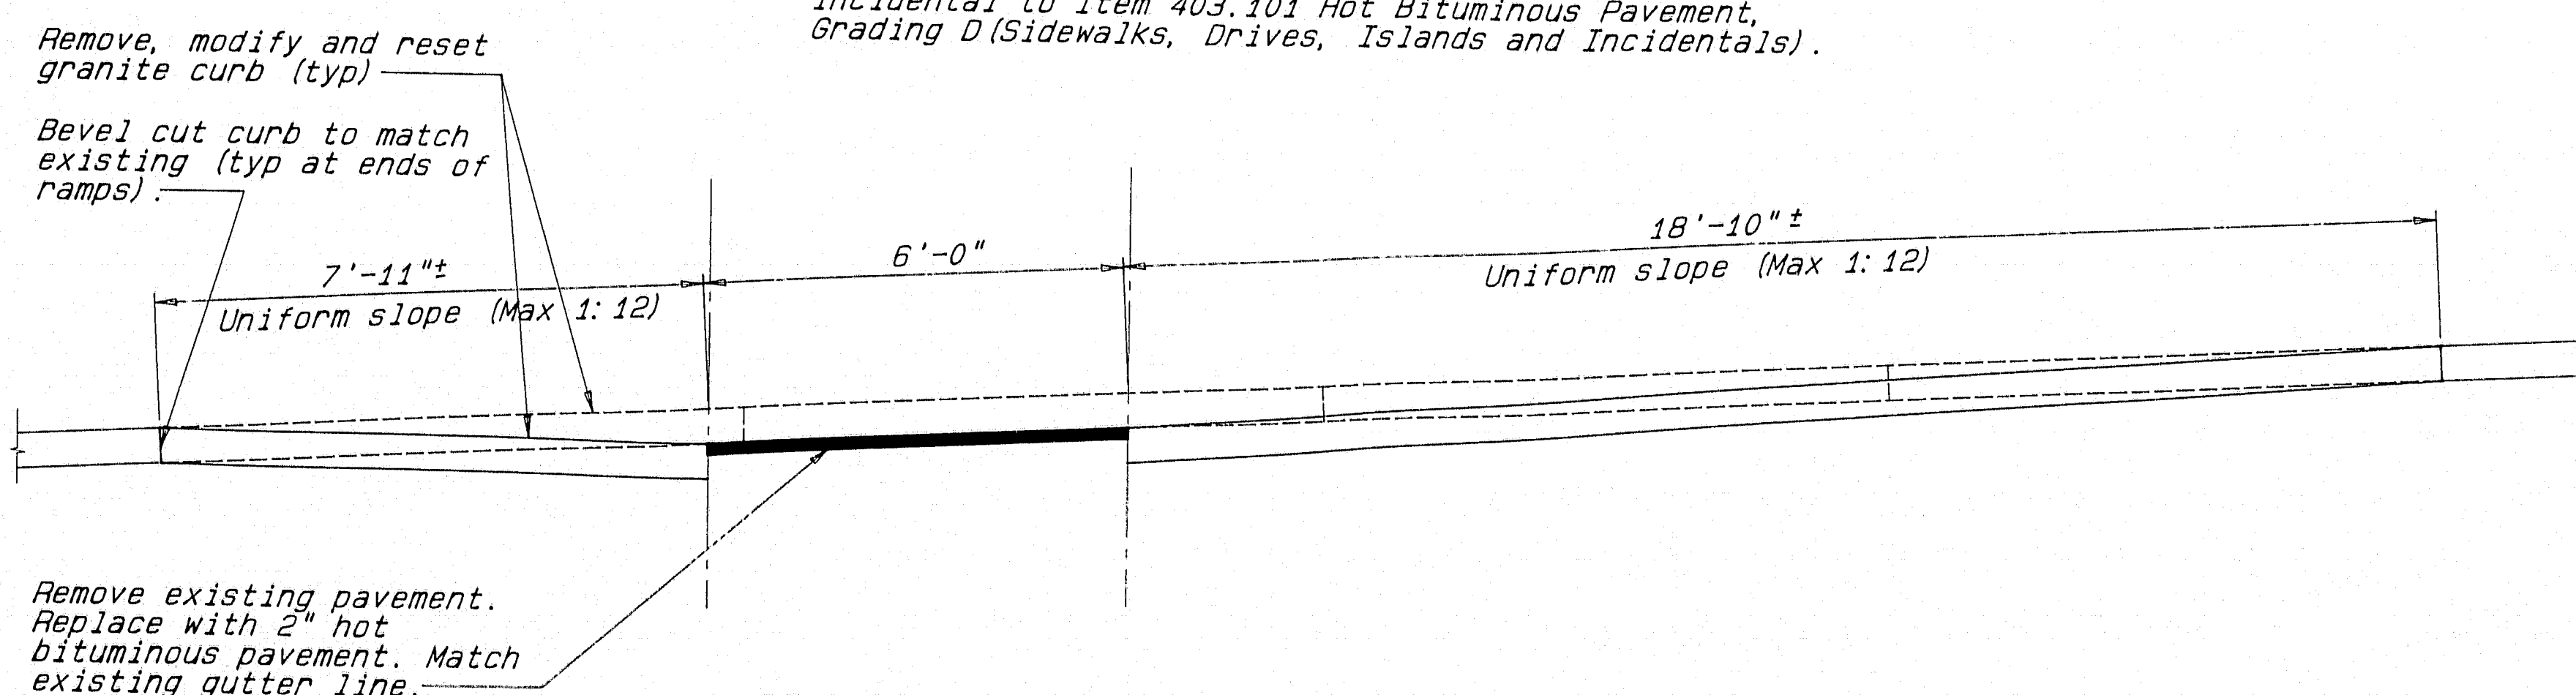 Incidental to Item 403.101 Hot Bituminous Pavement,
Grading D (Sidewalks, Drives, Islands and Incidentals).
Remove, modify and reset
granite curb (typ)
Bevel cut curb to match
existing (typ at ends of
ramps).
7'-11"±
Uniform slope (Max 1:12)
6'-0"
18'-10"±
Uniform slope (Max 1:12)
Remove existing pavement.
Replace with 2" hot
bituminous pavement. Match
existing gutter line.